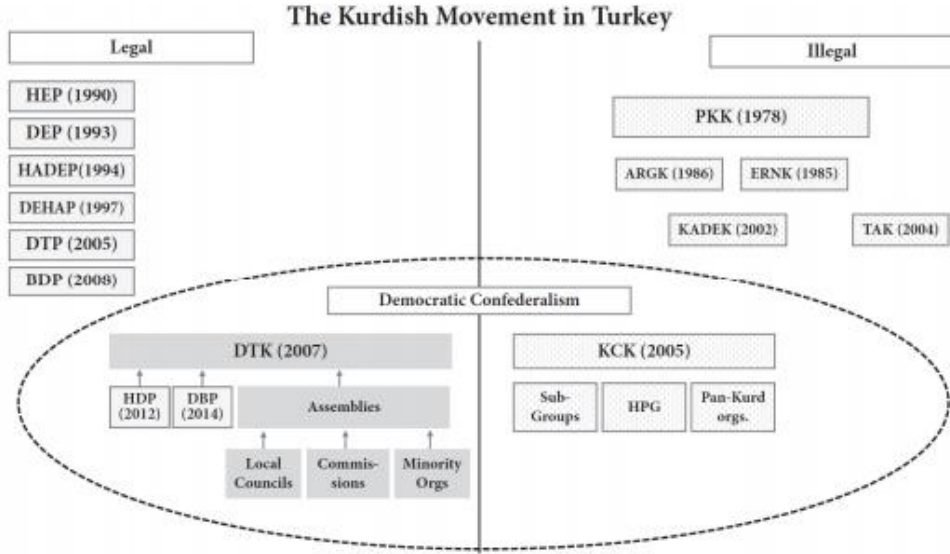 The Kurdish Movement in Turkey
Legal
Illegal
HEP (1990)
DEP (1993)
HADEP(1994)
DEHAP (1997)
DTP (2005)
BDP (2008)
PKK (1978)
ARGK (1986)
ERNK (1985)
KADEK (2002)
TAK (2004)
Democratic Confederalism
DTK (2007)
HDP
(2012)
DBP
(2014)
Assemblies
Local
Councils
Commis-
sions
Minority
Orgs
KCK (2005)
Sub-
Groups
HPG
Pan-Kurd
orgs.